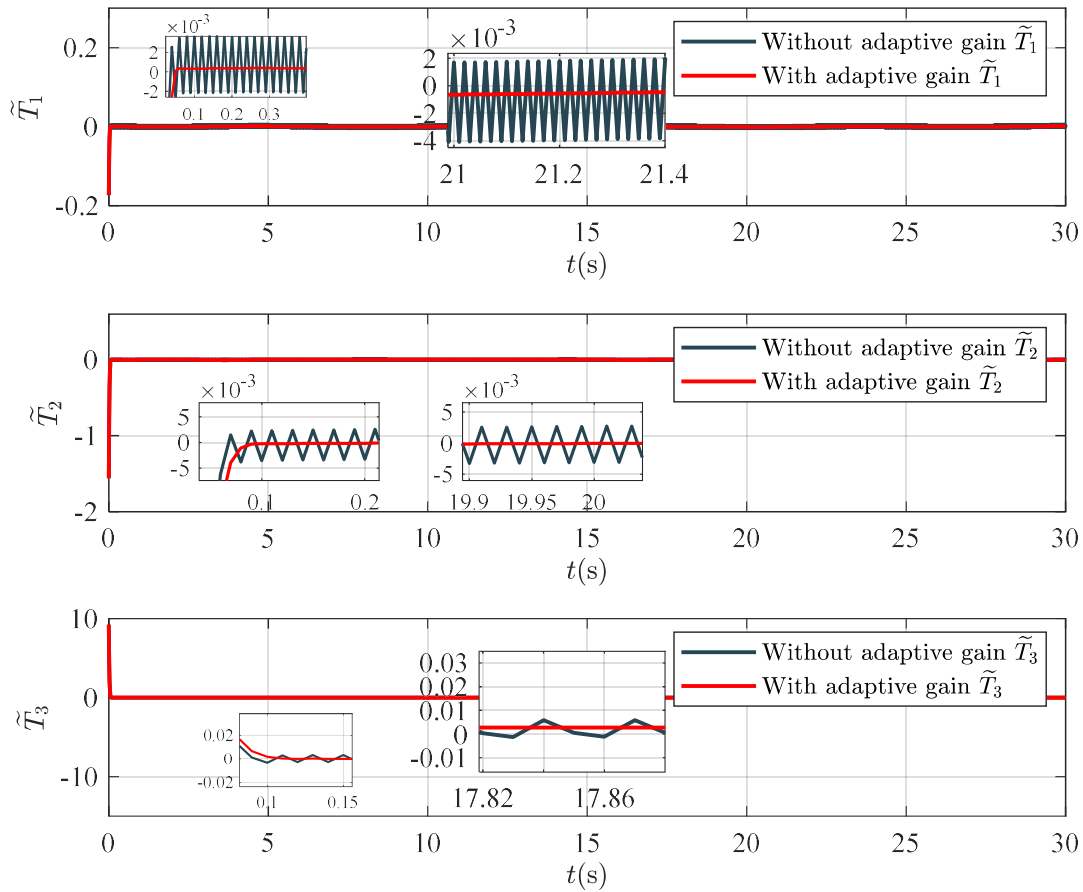 ×10⁻³
2
0
-2
0.1 0.2 0.3
×10⁻³
2
0
-2
-4
21 21.2 21.4
Without adaptive gain T̃₁
With adaptive gain T̃₁
0.2
0
-0.2
T̃₁
0 5 10 15 20 25 30
t(s)
Without adaptive gain T̃₂
With adaptive gain T̃₂
0
-1
-2
T̃₂
×10⁻³
5
0
-5
0.1 0.2
×10⁻³
5
0
-5
19.9 19.95 20
0 5 10 15 20 25 30
t(s)
Without adaptive gain T̃₃
With adaptive gain T̃₃
10
0
-10
T̃₃
0.02
0
-0.02
0.1 0.15
0.03
0.02
0.01
0
-0.01
17.82 17.86
0 5 10 15 20 25 30
t(s)